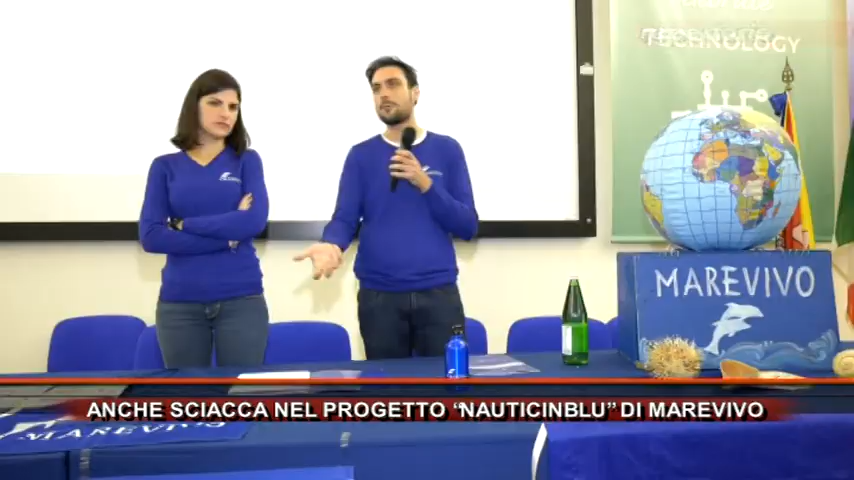 TECHNOLOGY
MAREVIVO
ANCHE SCIACCA NEL PROGETTO “NAUTICINBLU” DI MAREVIVO
MAREVIVO